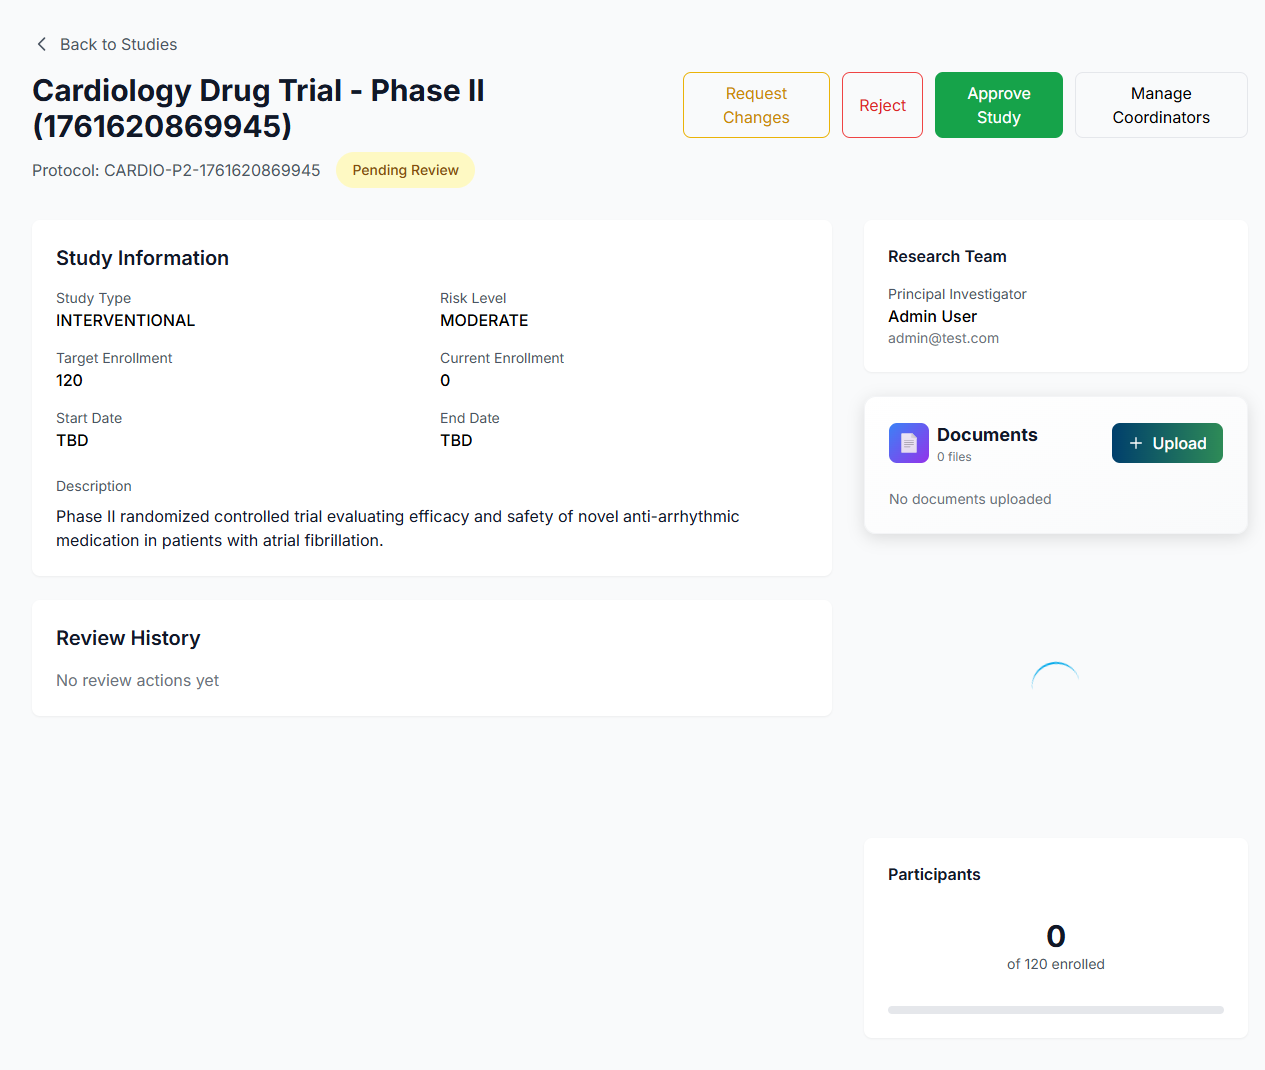 Back to Studies
Cardiology Drug Trial - Phase II
(1761620869945)
Protocol: CARDIO-P2-1761620869945
Pending Review
Request
Changes
Reject
Approve
Study
Manage
Coordinators
Study Information
Study Type
INTERVENTIONAL
Risk Level
MODERATE
Target Enrollment
120
Current Enrollment
0
Start Date
TBD
End Date
TBD
Description
Phase II randomized controlled trial evaluating efficacy and safety of novel anti-arrhythmic
medication in patients with atrial fibrillation.
Review History
No review actions yet
Research Team
Principal Investigator
Admin User
admin@test.com
Documents
0 files
+ Upload
No documents uploaded
Participants
0
of 120 enrolled